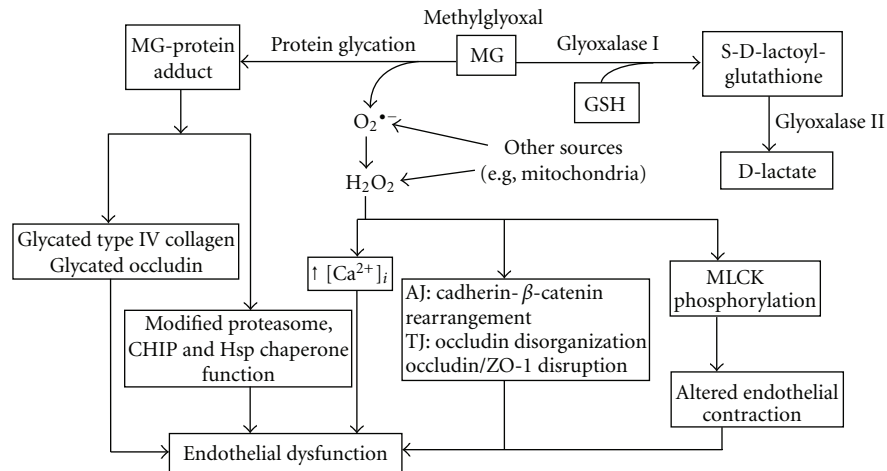 Methylglyoxal
MG-protein
adduct
Protein glycation
MG
Glyoxalase I
S-D-lactoyl-
glutathione
GSH
O₂•−
Glyoxalase II
Other sources
(e.g, mitochondria)
H₂O₂
D-lactate
Glycated type IV collagen
Glycated occludin
↑ [Ca²⁺]ᵢ
AJ: cadherin-β-catenin
rearrangement
TJ: occludin disorganization
occludin/ZO-1 disruption
MLCK
phosphorylation
Modified proteasome,
CHIP and Hsp chaperone
function
Altered endothelial
contraction
Endothelial dysfunction